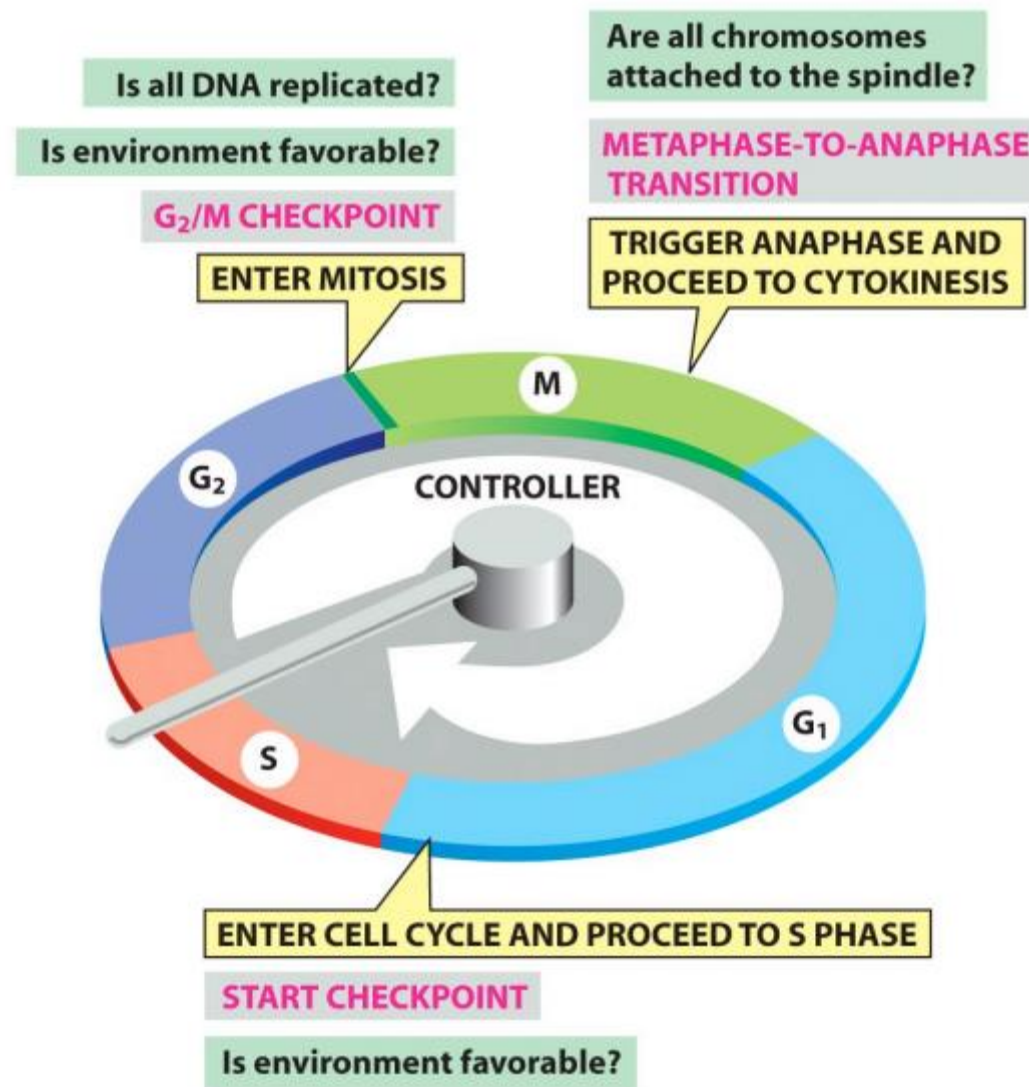 Is all DNA replicated?
Is environment favorable?
G₂/M CHECKPOINT
ENTER MITOSIS
Are all chromosomes
attached to the spindle?
METAPHASE-TO-ANAPHASE
TRANSITION
TRIGGER ANAPHASE AND
PROCEED TO CYTOKINESIS
M
G₂
CONTROLLER
G₁
S
ENTER CELL CYCLE AND PROCEED TO S PHASE
START CHECKPOINT
Is environment favorable?